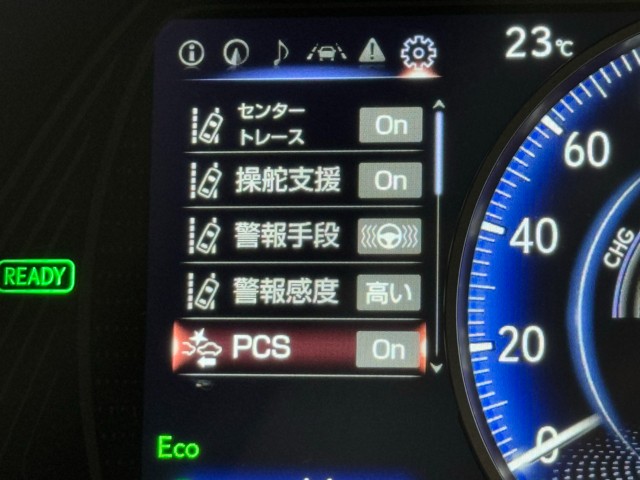 23℃
センター
トレース
On
操舵支援
On
警報手段
警報感度
高い
PCS
On
READY
Eco
60
40
20
0
CHG